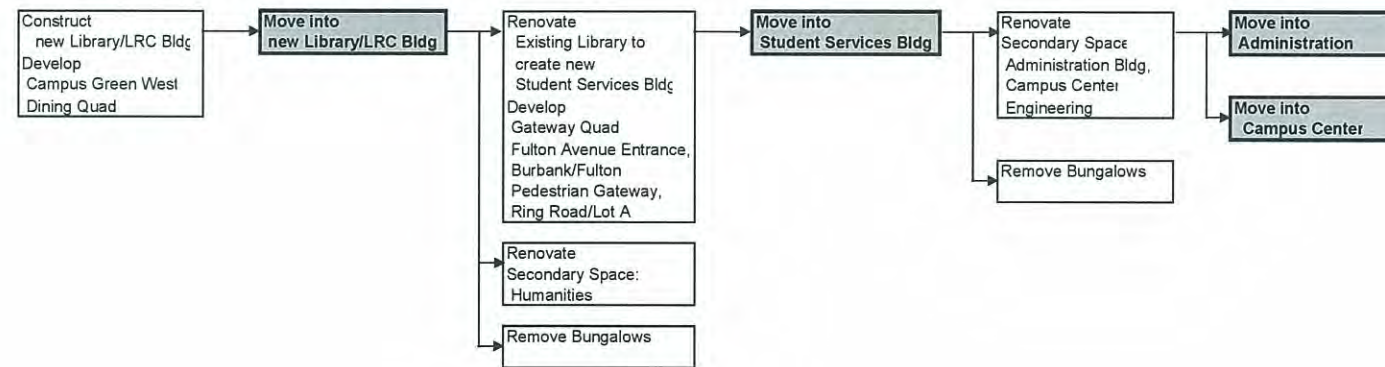 Construct
new Library/LRC Bldg
Develop
Campus Green West
Dining Quad
Move into
new Library/LRC Bldg
Renovate
Existing Library to
create new
Student Services Bldg
Develop
Gateway Quad
Fulton Avenue Entrance,
Burbank/Fulton
Pedestrian Gateway,
Ring Road/Lot A
Renovate
Secondary Space:
Humanities
Remove Bungalows
Move into
Student Services Bldg
Renovate
Secondary Space
Administration Bldg,
Campus Center
Engineering
Remove Bungalows
Move into
Administration
Move into
Campus Center